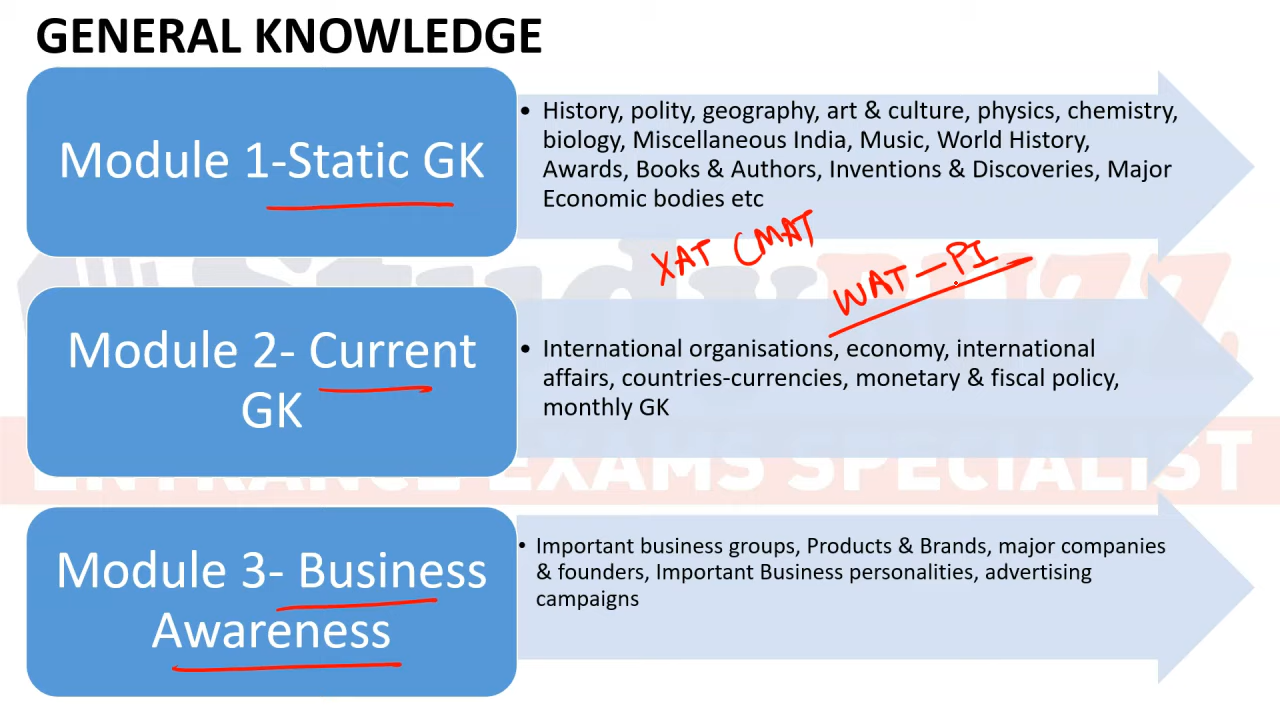 GENERAL KNOWLEDGE
Module 1-Static GK
• History, polity, geography, art & culture, physics, chemistry,
biology, Miscellaneous India, Music, World History,
Awards, Books & Authors, Inventions & Discoveries, Major
Economic bodies etc
XAT CMAT
WAT-PI
Module 2- Current
GK
• International organisations, economy, international
affairs, countries-currencies, monetary & fiscal policy,
monthly GK
ENTRANCE EXAMS SPECIALIST
Module 3- Business
Awareness
• Important business groups, Products & Brands, major companies
& founders, Important Business personalities, advertising
campaigns